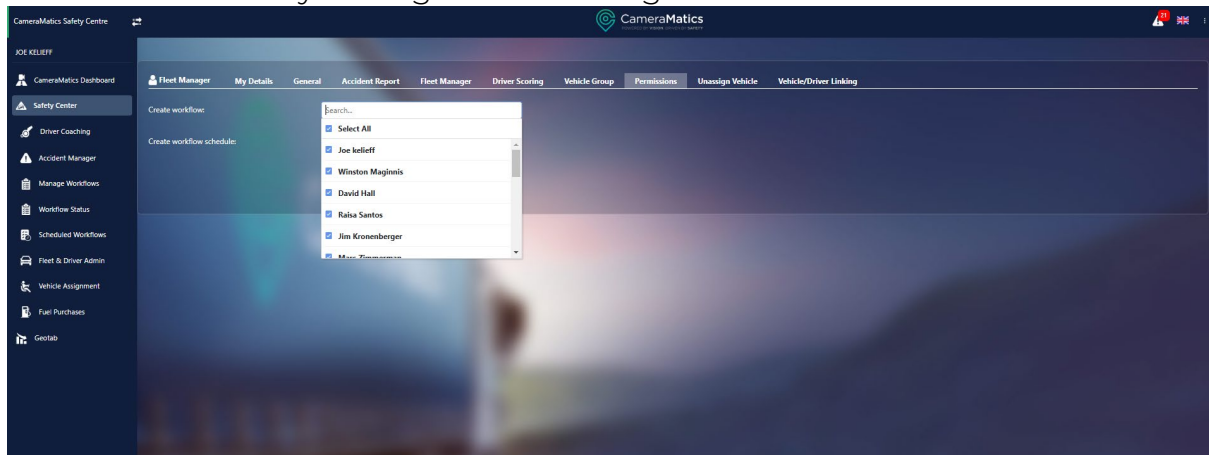 CameraMatics Safety Centre
CameraMatics
21
JOE KELIEFF
CameraMatics Dashboard
Safety Center
Driver Coaching
Accident Manager
Manage Workflows
Workflow Status
Scheduled Workflows
Fleet & Driver Admin
Vehicle Assignment
Fuel Purchases
Geotab
Fleet Manager My Details General Accident Report Fleet Manager Driver Scoring Vehicle Group Permissions Unassign Vehicle Vehicle/Driver Linking
Create workflow:
Search...
Select All
Create workflow schedule:
Joe kelieff
Winston Maginnis
David Hall
Raisa Santos
Jim Kronenberger
Marc Zimmerman